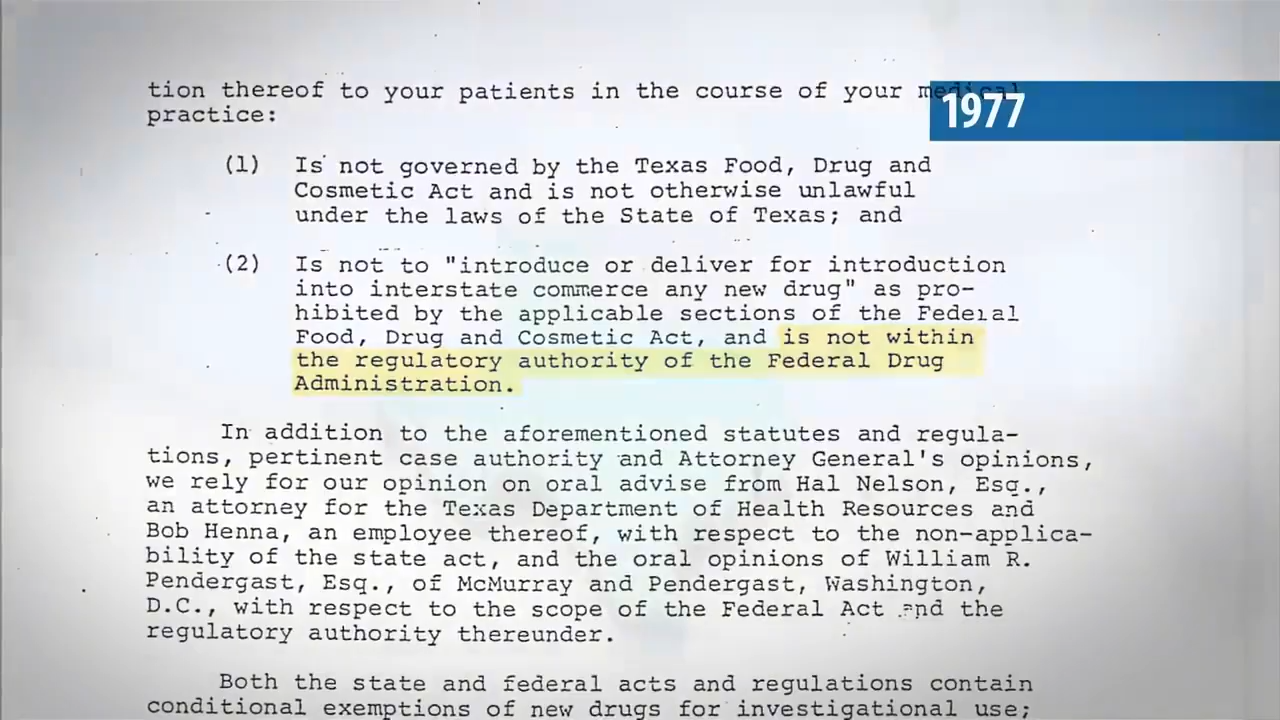 tion thereof to your patients in the course of your medical
1977
practice:
(1) Is not governed by the Texas Food, Drug and
Cosmetic Act and is not otherwise unlawful
under the laws of the State of Texas; and
(2) Is not to "introduce or deliver for introduction
into interstate commerce any new drug" as pro-
hibited by the applicable sections of the Federal
Food, Drug and Cosmetic Act, and is not within
the regulatory authority of the Federal Drug
Administration.
In addition to the aforementioned statutes and regula-
tions, pertinent case authority and Attorney General's opinions,
we rely for our opinion on oral advise from Hal Nelson, Esq.,
an attorney for the Texas Department of Health Resources and
Bob Henna, an employee thereof, with respect to the non-applica-
bility of the state act, and the oral opinions of William R.
Pendergast, Esq., of McMurray and Pendergast, Washington,
D.C., with respect to the scope of the Federal Act and the
regulatory authority thereunder.
Both the state and federal acts and regulations contain
conditional exemptions of new drugs for investigational use;